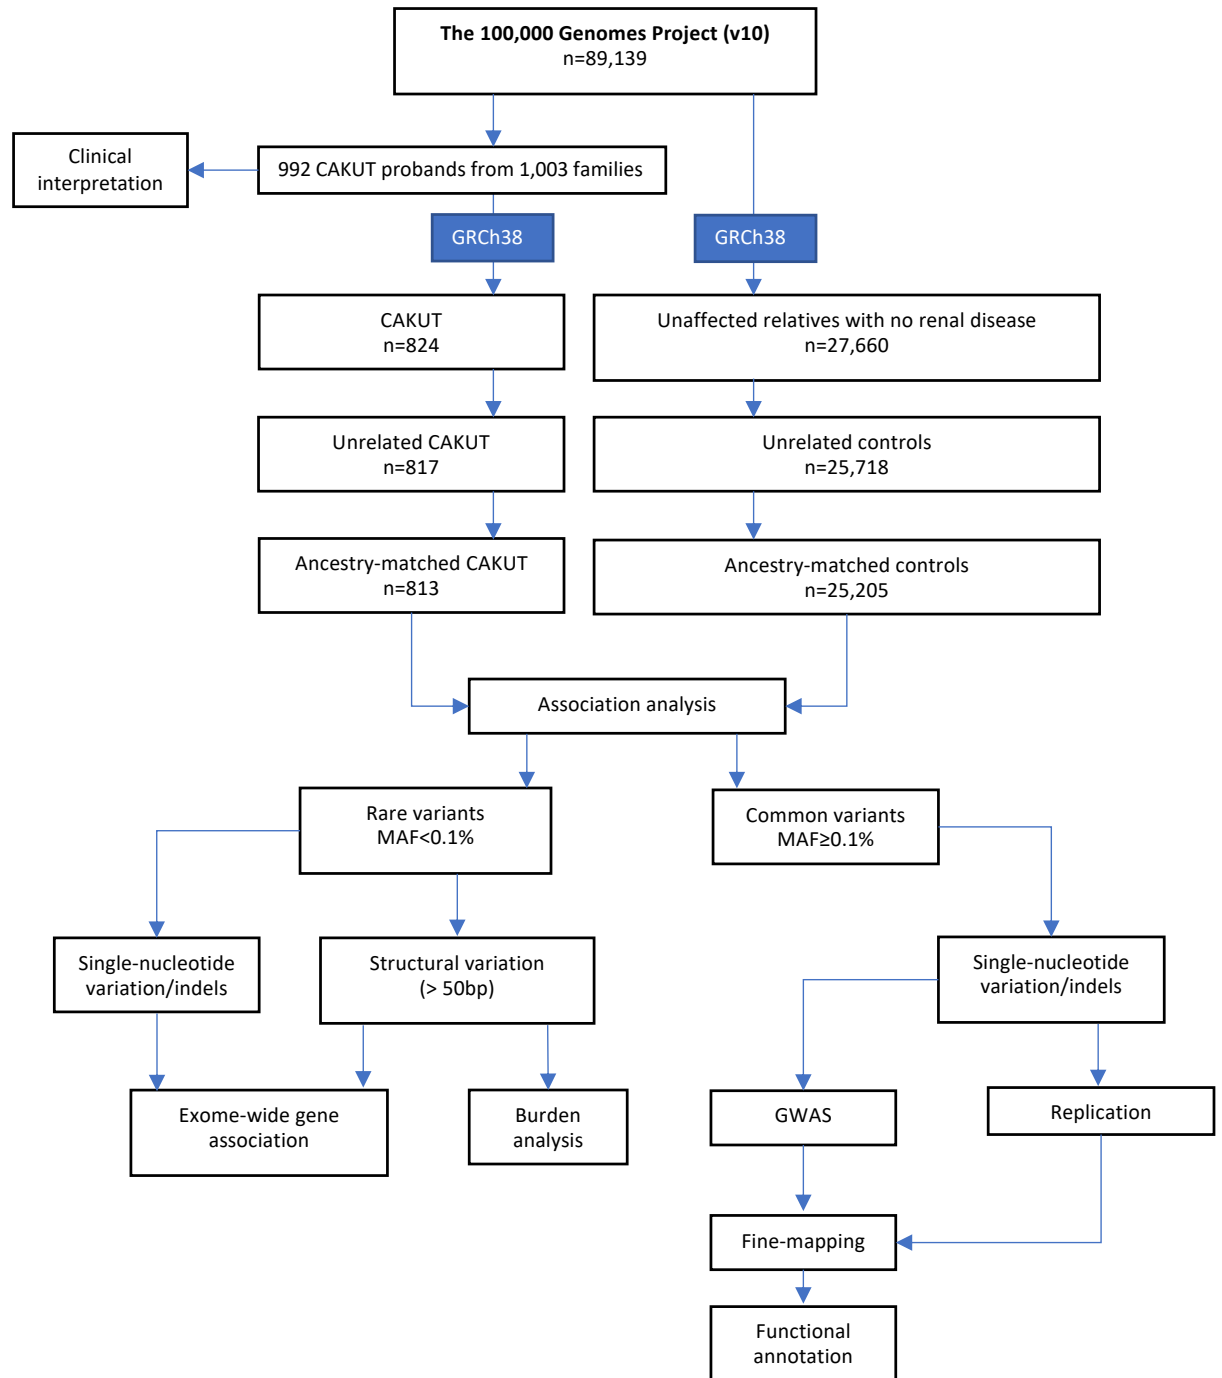 The 100,000 Genomes Project (v10)
n=89,139
Clinical
interpretation
992 CAKUT probands from 1,003 families
GRCh38
GRCh38
CAKUT
n=824
Unaffected relatives with no renal disease
n=27,660
Unrelated CAKUT
n=817
Unrelated controls
n=25,718
Ancestry-matched CAKUT
n=813
Ancestry-matched controls
n=25,205
Association analysis
Rare variants
MAF<0.1%
Common variants
MAF≥0.1%
Single-nucleotide
variation/indels
Structural variation
(> 50bp)
Single-nucleotide
variation/indels
Exome-wide gene
association
Burden
analysis
GWAS
Replication
Fine-mapping
Functional
annotation